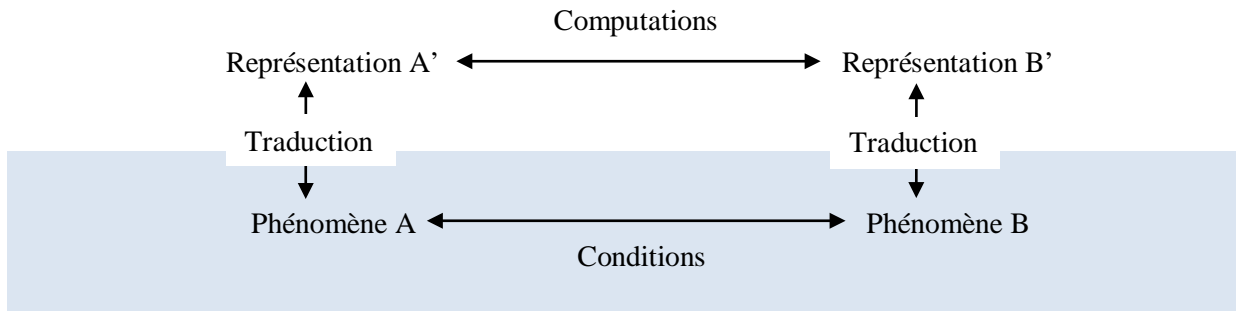 Computations
Représentation A’ Représentation B’
Traduction Traduction
Phénomène A Phénomène B
Conditions